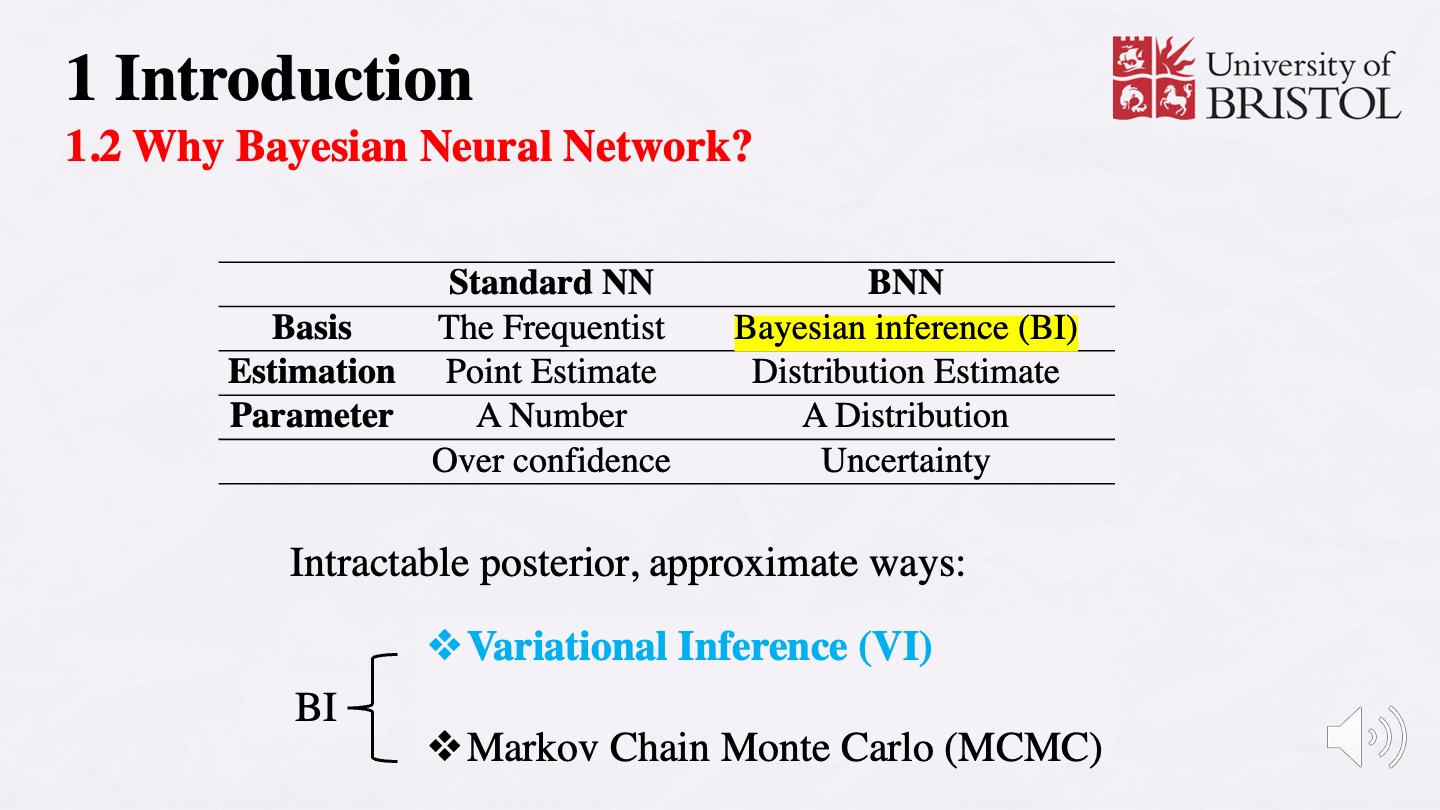 1 Introduction
1.2 Why Bayesian Neural Network?
University of
BRISTOL
Standard NN BNN
Basis The Frequentist Bayesian inference (BI)
Estimation Point Estimate Distribution Estimate
Parameter A Number A Distribution
Over confidence Uncertainty
Intractable posterior, approximate ways:
❖ Variational Inference (VI)
BI
❖ Markov Chain Monte Carlo (MCMC)